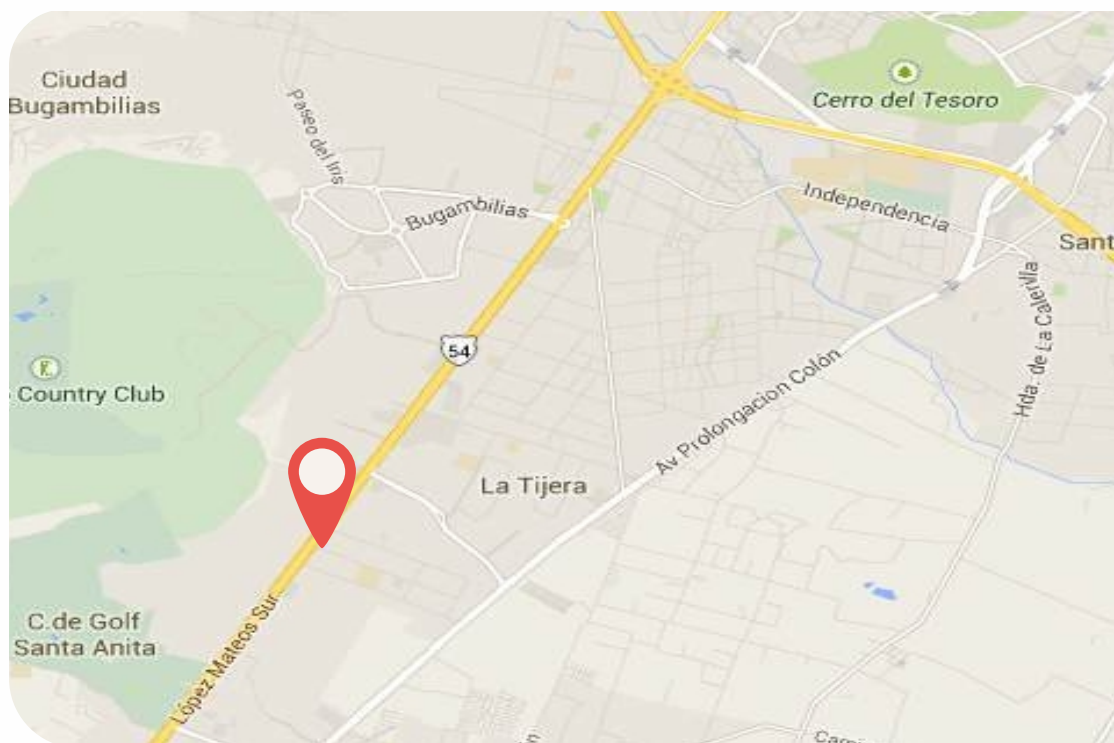 Ciudad
Bugambilias
Paseo del Iris
Cerro del Tesoro
Bugambilias
Independencia
Sant
Hda. de La Calerilla
54
Country Club
Av Prolongacion Colón
La Tijera
C.de Golf
Santa Anita
López Mateos Sur